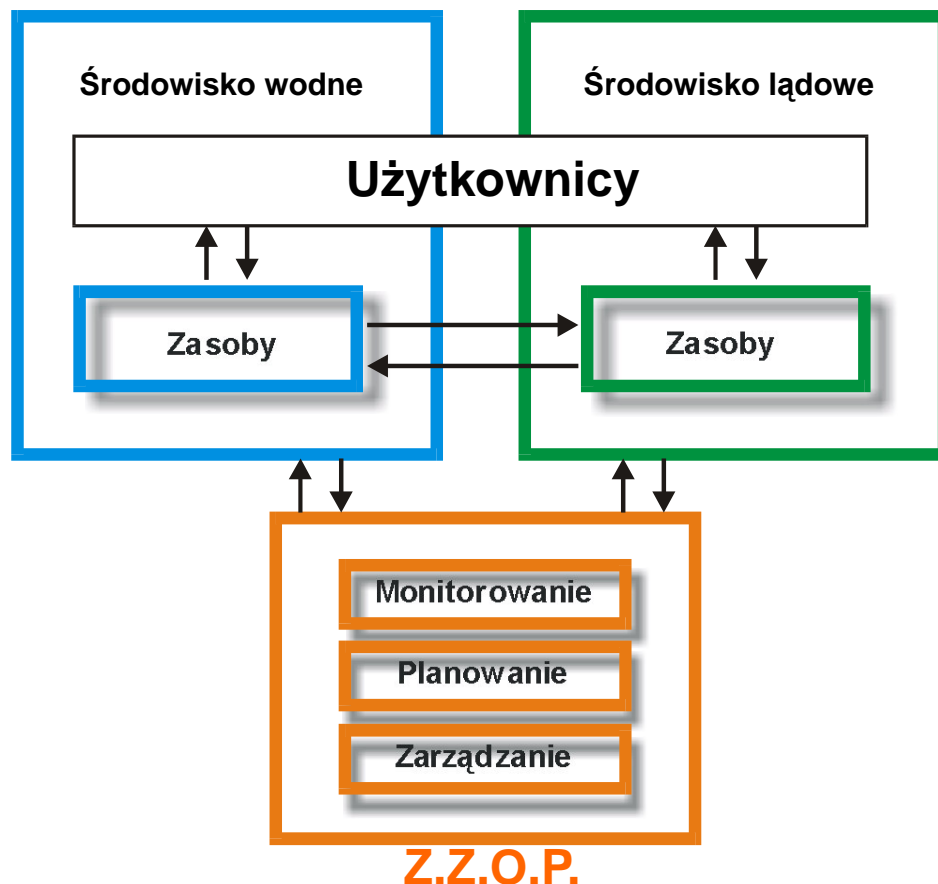 Środowisko wodne
Środowisko lądowe
Użytkownicy
Zasoby
Zasoby
Monitorowanie
Planowanie
Zarządzanie
Z.Z.O.P.